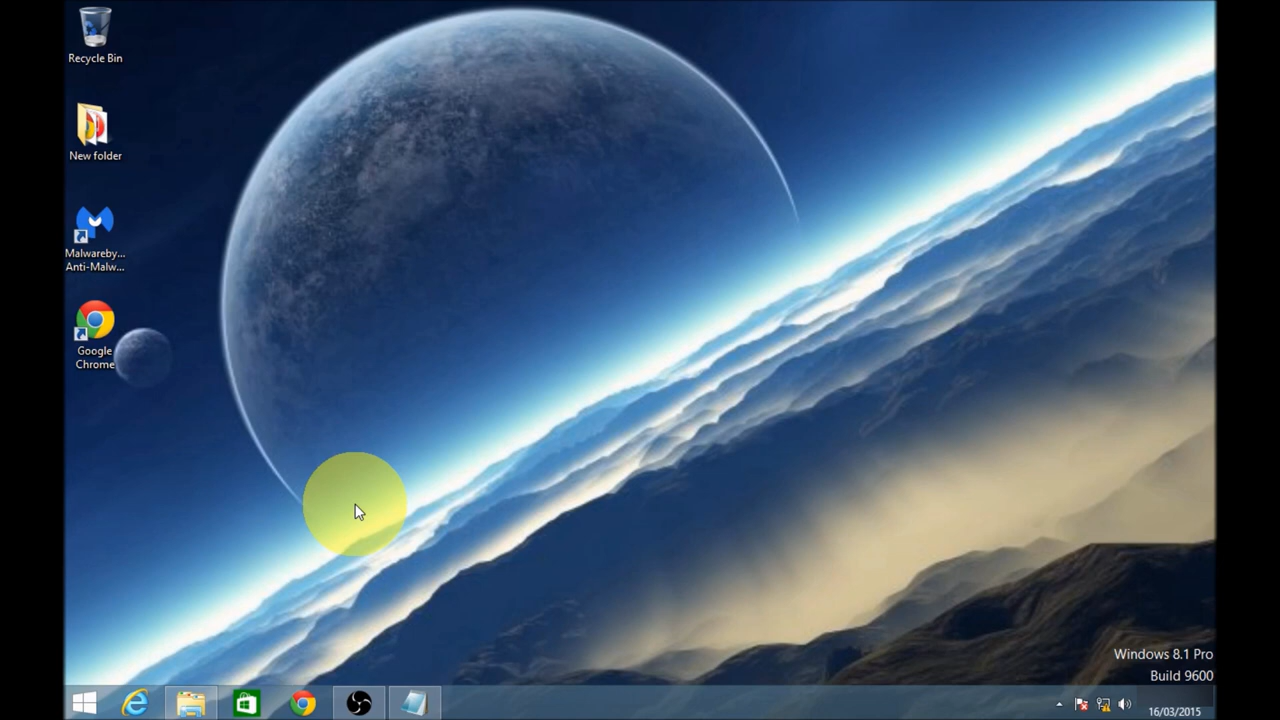 Recycle Bin
New folder
Malwareby...
Anti-Malw...
Google
Chrome
Windows 8.1 Pro
Build 9600
16/03/2015